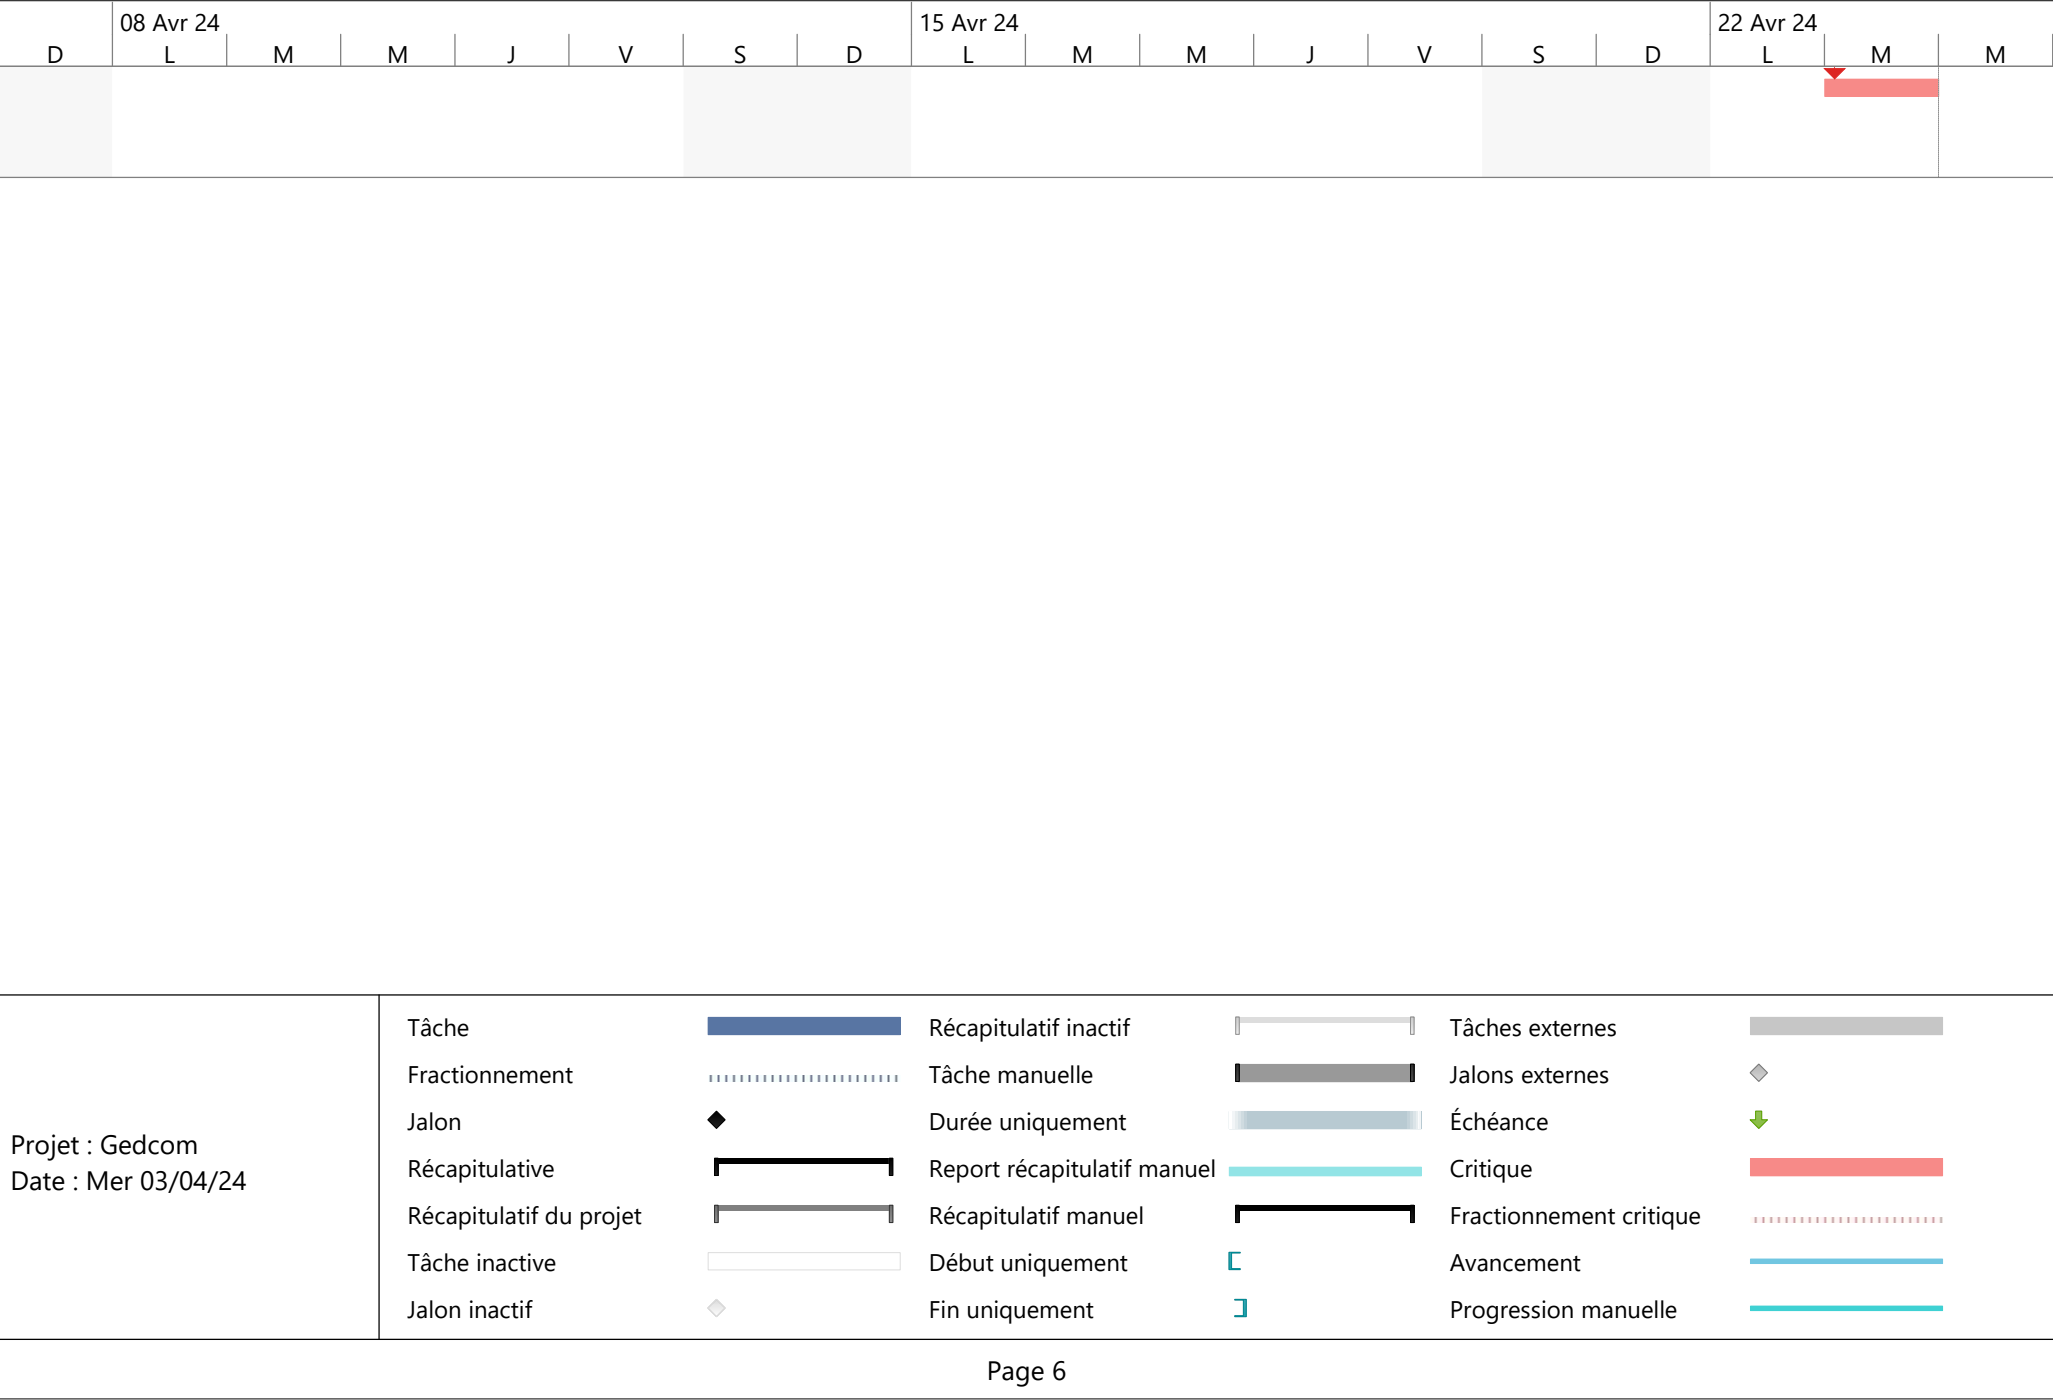 08 Avr 24 15 Avr 24 22 Avr 24
D L M M J V S D L M M J V S D L M M
Tâche Récapitulatif inactif Tâches externes
Fractionnement Tâche manuelle Jalons externes
Jalon Durée uniquement Échéance
Projet : Gedcom
Date : Mer 03/04/24
Récapitulative Report récapitulatif manuel Critique
Récapitulatif du projet Récapitulatif manuel Fractionnement critique
Tâche inactive Début uniquement Avancement
Jalon inactif Fin uniquement Progression manuelle
Page 6